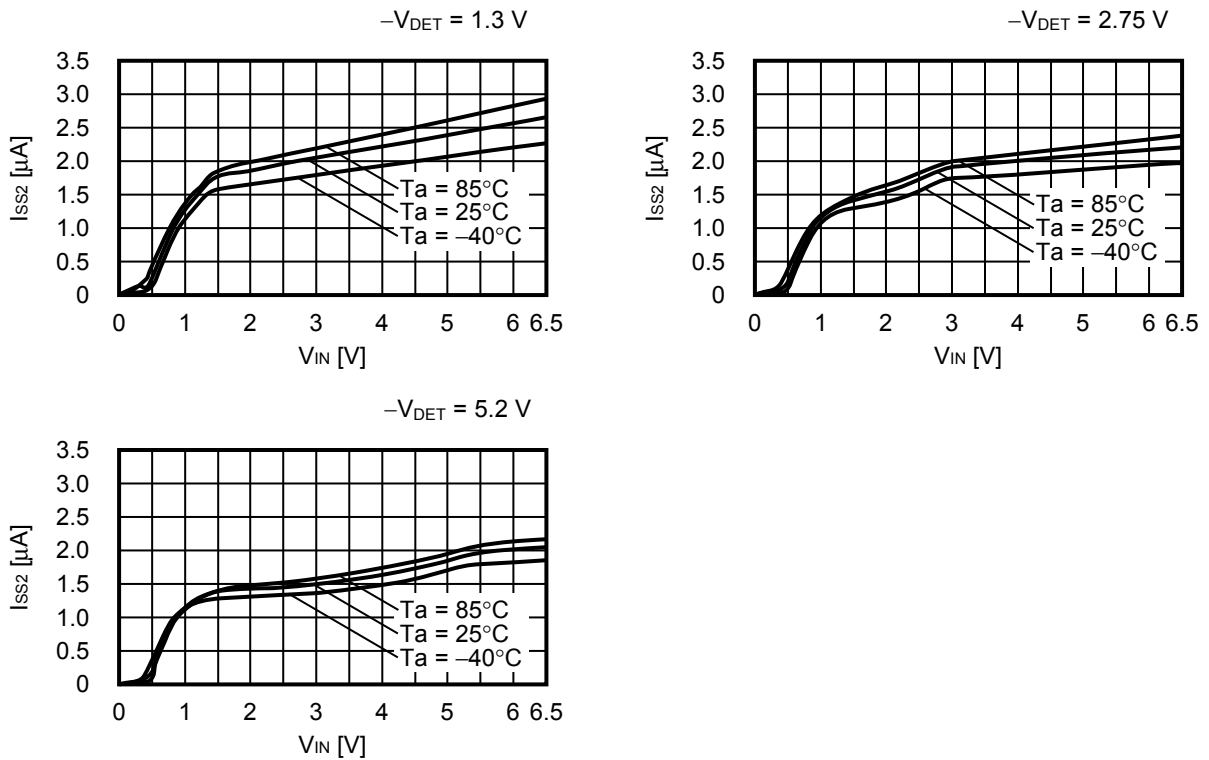 −VDET = 1.3 V
3.5
3.0
2.5
2.0
1.5
1.0
0.5
0
ISS2 [μA]
Ta = 85°C
Ta = 25°C
Ta = −40°C
0 1 2 3 4 5 6 6.5
VIN [V]
−VDET = 2.75 V
3.5
3.0
2.5
2.0
1.5
1.0
0.5
0
ISS2 [μA]
Ta = 85°C
Ta = 25°C
Ta = −40°C
0 1 2 3 4 5 6 6.5
VIN [V]
−VDET = 5.2 V
3.5
3.0
2.5
2.0
1.5
1.0
0.5
0
ISS2 [μA]
Ta = 85°C
Ta = 25°C
Ta = −40°C
0 1 2 3 4 5 6 6.5
VIN [V]